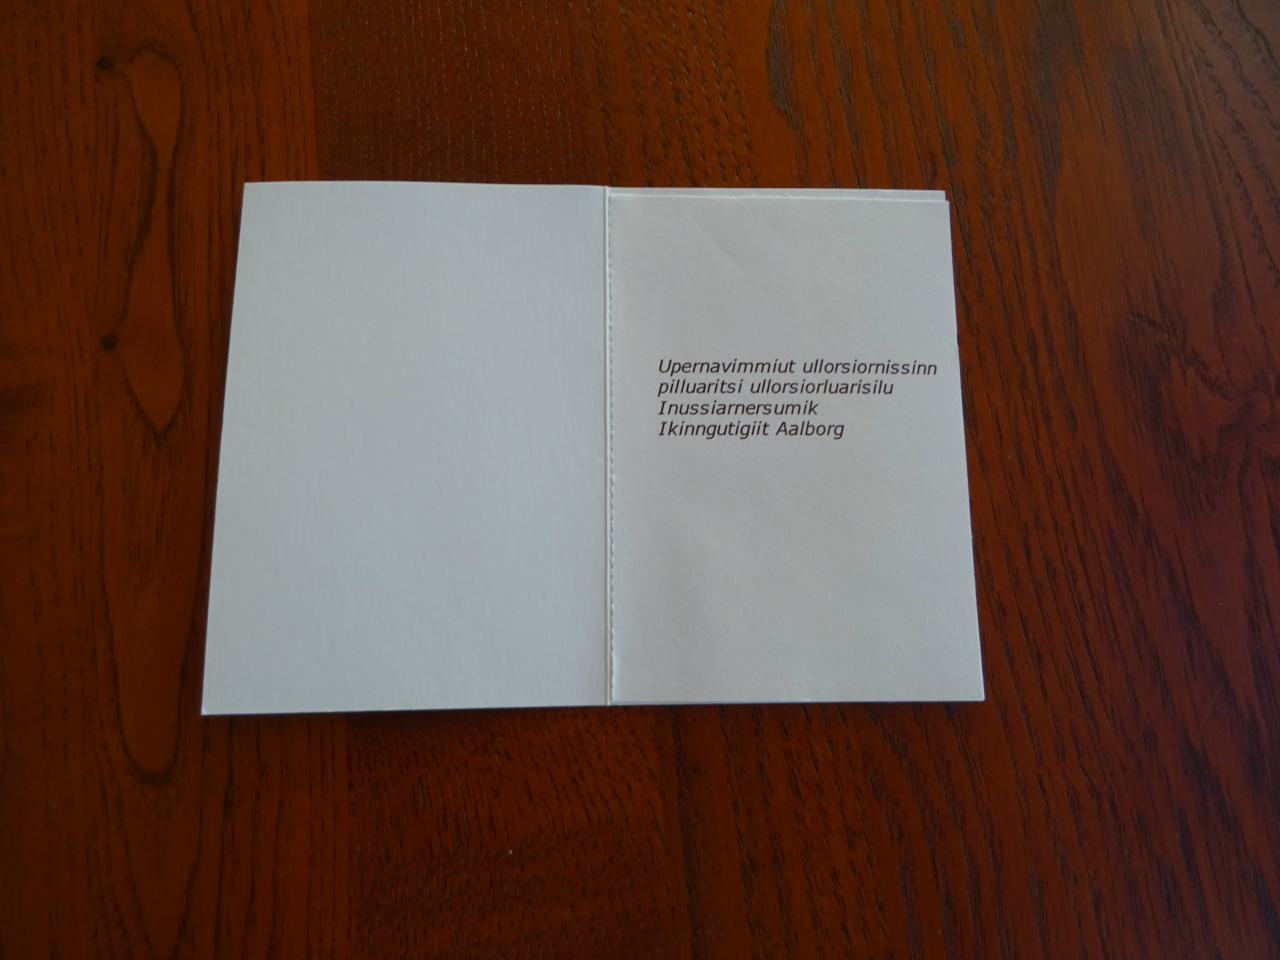 Upernavimmiut ullorsiornissinn
pilluaritsi ullorsiorluarisilu
Inussiarnersumik
Ikinngutigiit Aalborg